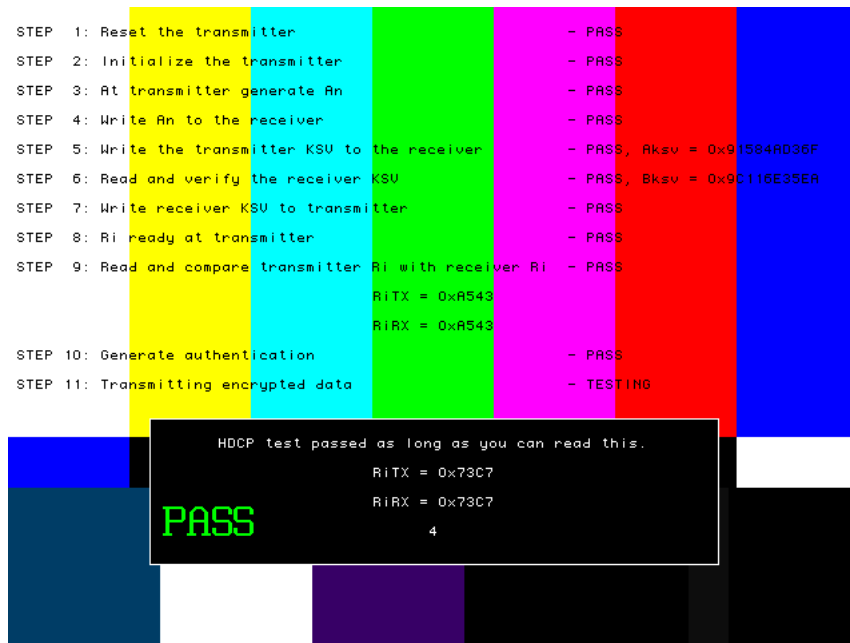 STEP 1: Reset the transmitter - PASS
STEP 2: Initialize the transmitter - PASS
STEP 3: At transmitter generate An - PASS
STEP 4: Write An to the receiver - PASS
STEP 5: Write the transmitter KSV to the receiver - PASS, Aksv = 0x91584AD36F
STEP 6: Read and verify the receiver KSV - PASS, Bksv = 0x9C116E35EA
STEP 7: Write receiver KSV to transmitter - PASS
STEP 8: Ri ready at transmitter - PASS
STEP 9: Read and compare transmitter Ri with receiver Ri - PASS
RiTX = 0xA543
RiRX = 0xA543
STEP 10: Generate authentication - PASS
STEP 11: Transmitting encrypted data - TESTING
HDCP test passed as long as you can read this.
RiTX = 0x73C7
RiRX = 0x73C7
PASS
4